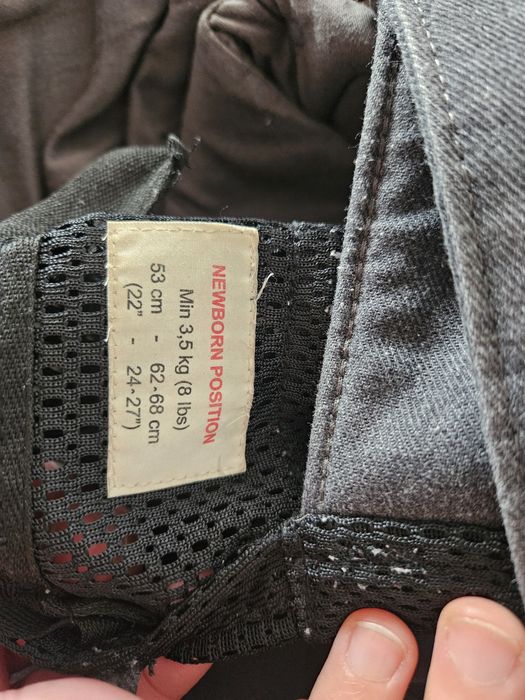 NEWBORN POSITION
Min 3,5 kg (8 lbs)
53 cm - 62-68 cm
(22" - 24-27")